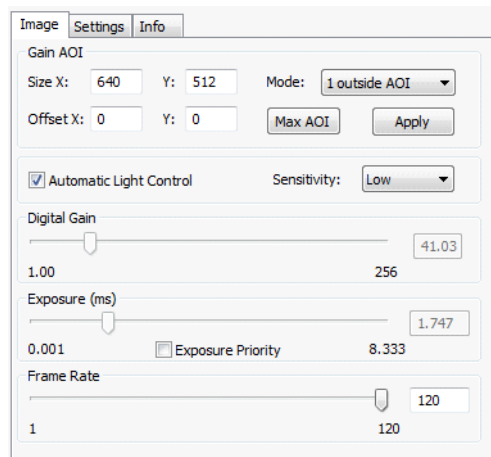 Image Settings Info
Gain AOI
Size X: 640 Y: 512 Mode: 1 outside AOI
Offset X: 0 Y: 0 Max AOI Apply
Automatic Light Control Sensitivity: Low
Digital Gain
41.03
1.00 256
Exposure (ms)
1.747
0.001 Exposure Priority 8.333
Frame Rate
120
1 120